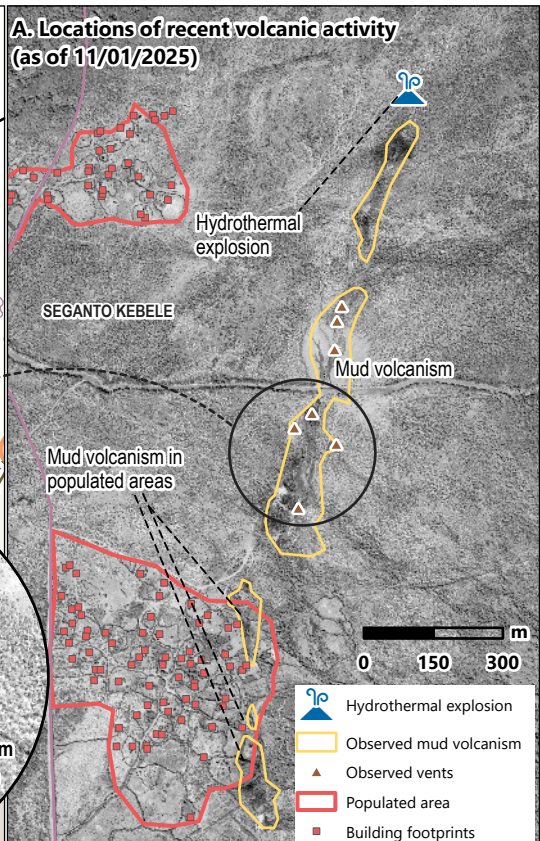 A. Locations of recent volcanic activity
(as of 11/01/2025)
Hydrothermal
explosion
SEGANTO KEBELE
Mud volcanism
Mud volcanism in
populated areas
m
0 150 300
m
Hydrothermal explosion
Observed mud volcanism
Observed vents
Populated area
Building footprints